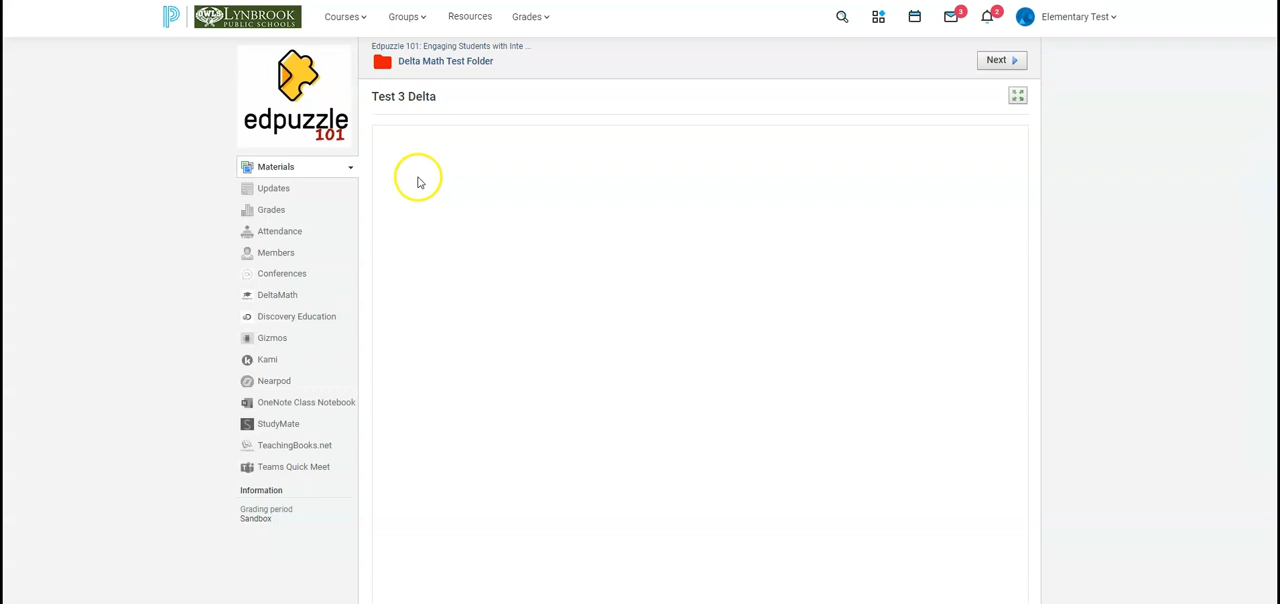 OWLS LYNBROOK
PUBLIC SCHOOLS
Courses
Groups
Resources
Grades
3
2
Elementary Test
edpuzzle
101
Edpuzzle 101: Engaging Students with Inte ...
Delta Math Test Folder
Next
Test 3 Delta
Materials
Updates
Grades
Attendance
Members
Conferences
DeltaMath
Discovery Education
Gizmos
Kami
Nearpod
OneNote Class Notebook
StudyMate
TeachingBooks.net
Teams Quick Meet
Information
Grading period
Sandbox